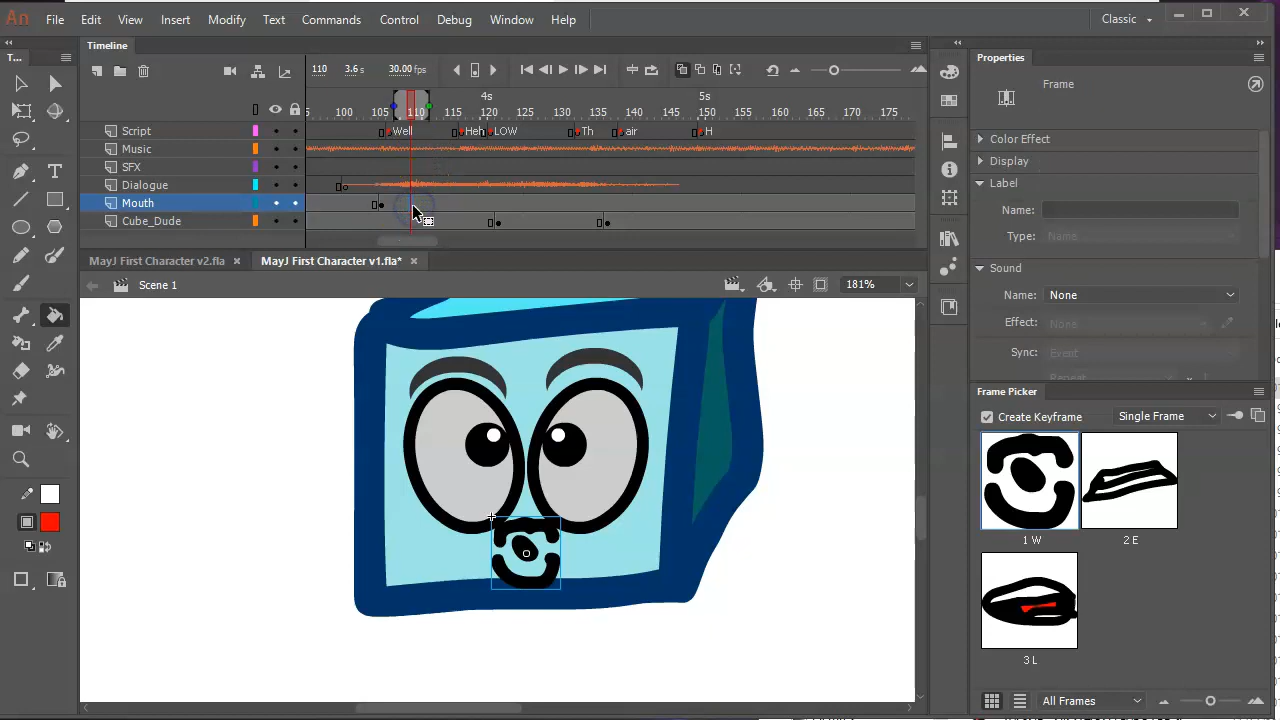 An File Edit View Insert Modify Text Commands Control Debug Window Help Classic
T... Timeline Properties
110 3.6 s 30.00 fps Frame
4s 5s
100 105 110 115 120 125 130 135 140 145 150 155 160 165 170 175
Script Well Heh LOW Th air H
Music Color Effect
SFX Display
Dialogue Label
Mouth Name:
Cube_Dude Type: Name
MayJ First Character v2.fla × MayJ First Character v1.fla* × Sound
Scene 1 181% Name: None
Effect: None
Sync: Event
Repeat
Frame Picker
Create Keyframe Single Frame
1 W 2 E
3 L
All Frames